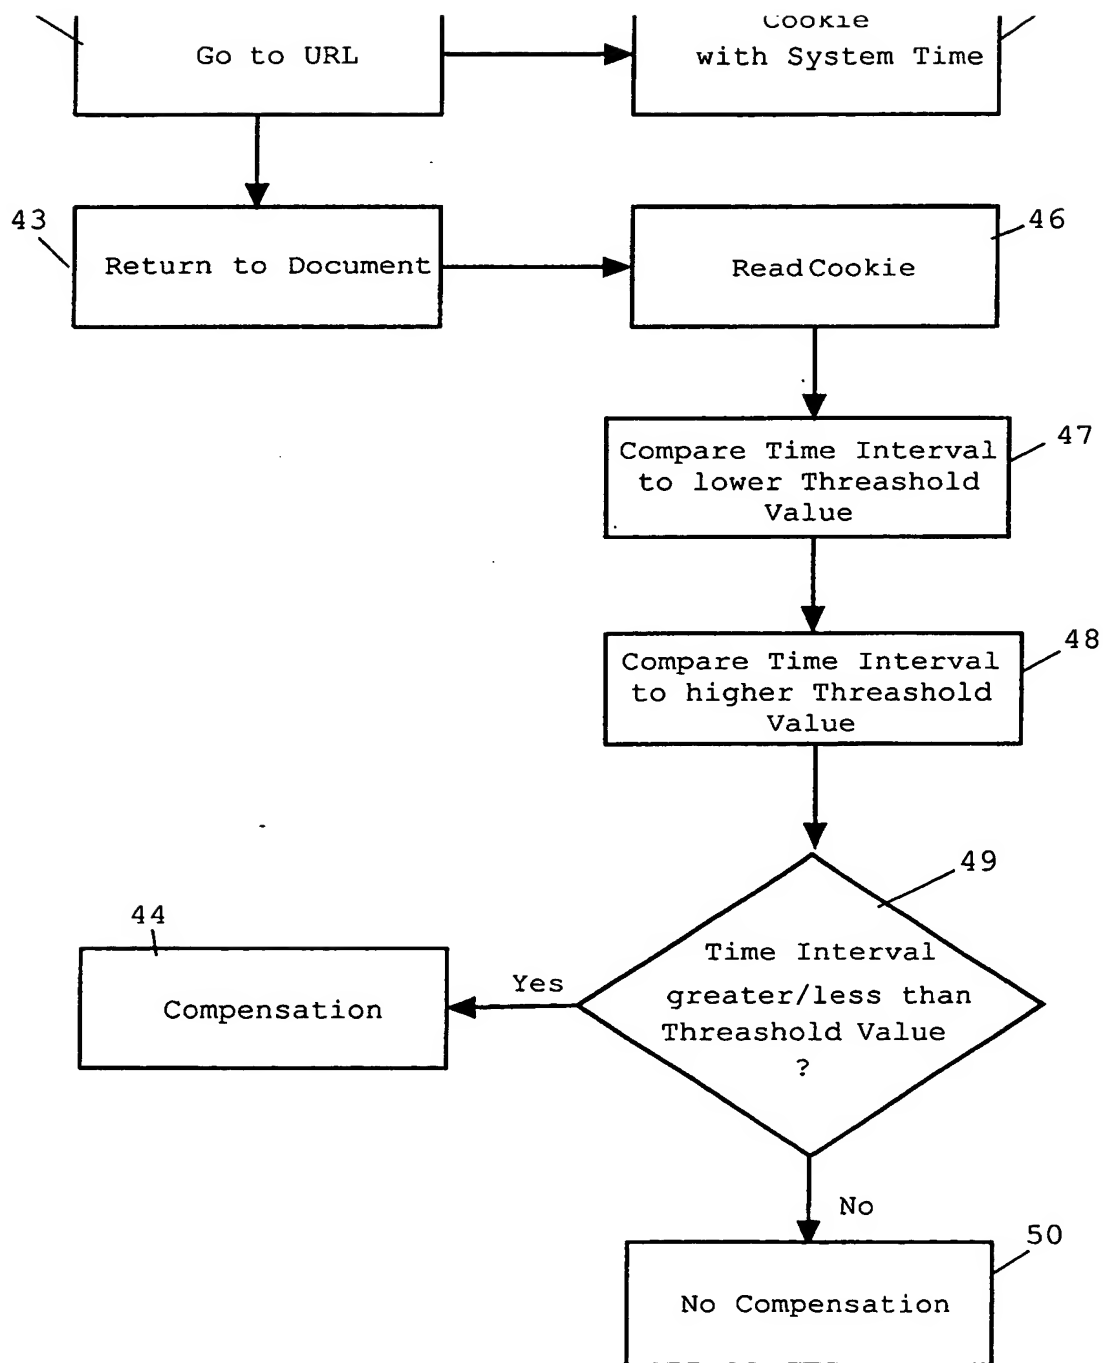 Cookie
Go to URL
with System Time
43
46
Return to Document
Read Cookie
47
Compare Time Interval
to lower Threashold
Value
48
Compare Time Interval
to higher Threashold
Value
49
44
Time Interval
greater/less than
Threashold Value
?
Yes
Compensation
No
50
No Compensation